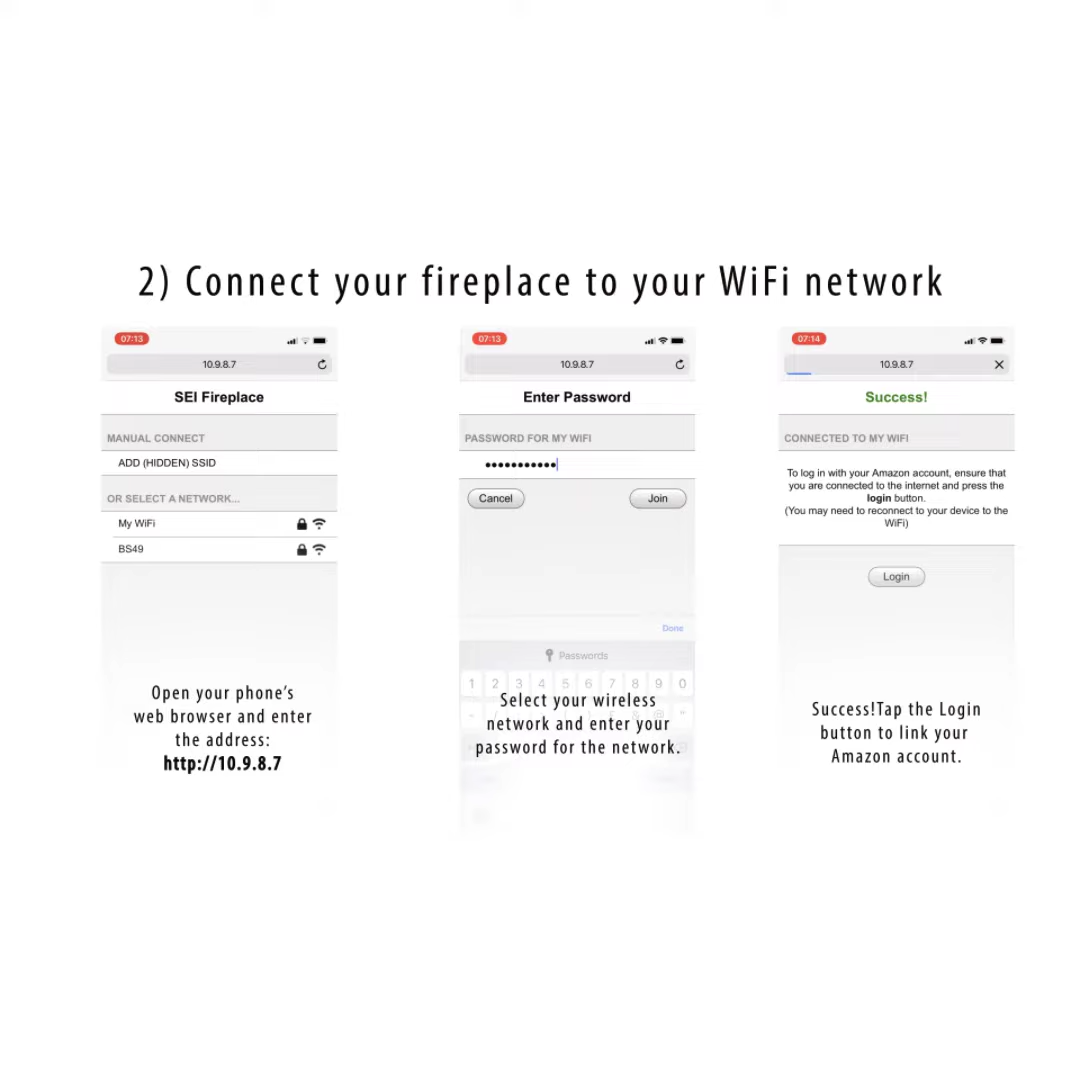 2) Connect your fireplace to your WiFi network
07:13
10.9.8.7
SEI Fireplace
MANUAL CONNECT
ADD (HIDDEN) SSID
OR SELECT A NETWORK...
My WiFi
BS49
Open your phone's
web browser and enter
the address:
http://10.9.8.7
07:13
10.9.8.7
Enter Password
PASSWORD FOR MY WIFI
•••••••••••
Cancel
Join
Done
Passwords
1 2 3 4 5 6 7 8 9 0
Select your wireless
network and enter your
password for the network.
07:14
10.9.8.7
Success!
CONNECTED TO MY WIFI
To log in with your Amazon account, ensure that
you are connected to the internet and press the
login button.
(You may need to reconnect to your device to the
WiFi)
Login
Success!Tap the Login
button to link your
Amazon account.